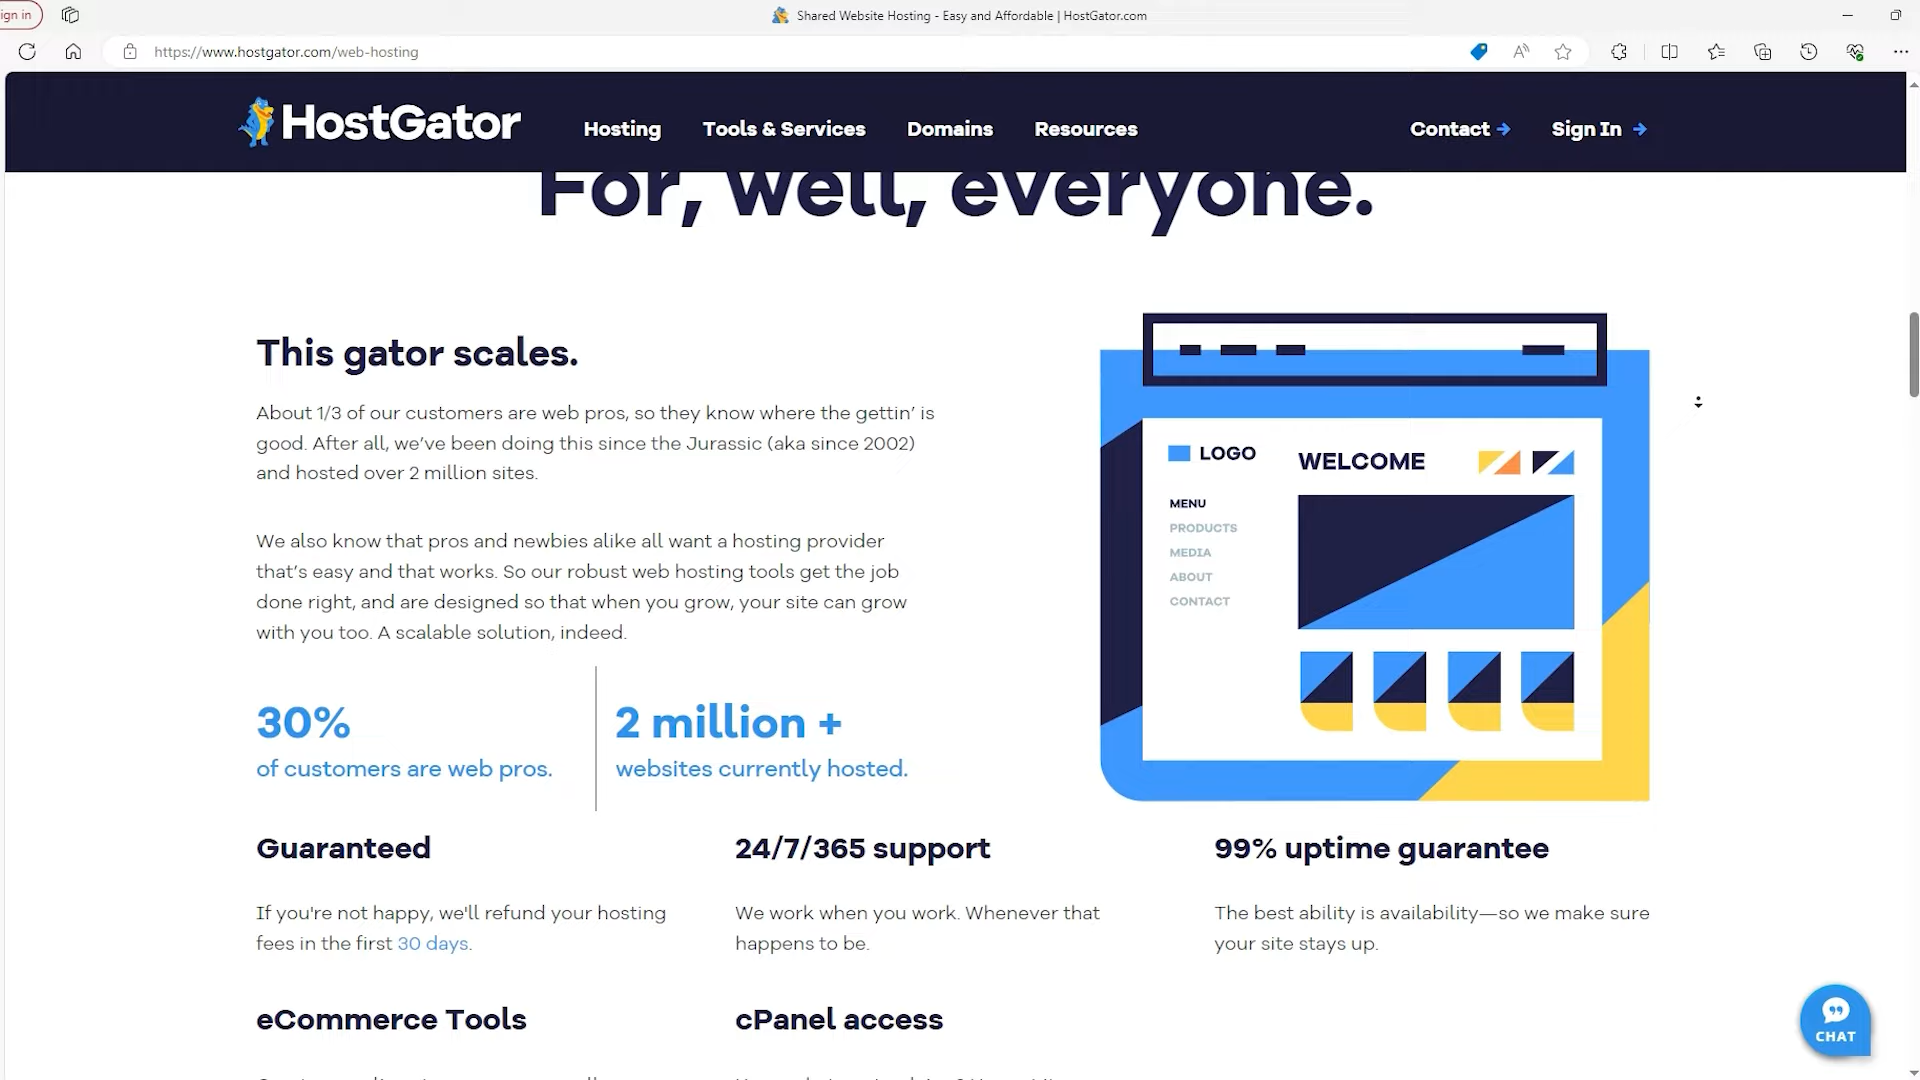 ign in
Shared Website Hosting - Easy and Affordable | HostGator.com
https://www.hostgator.com/web-hosting
HostGator
Hosting
Tools & Services
Domains
Resources
Contact
Sign In
For, well, everyone.
This gator scales.
About 1/3 of our customers are web pros, so they know where the gettin’ is
good. After all, we’ve been doing this since the Jurassic (aka since 2002)
and hosted over 2 million sites.
We also know that pros and newbies alike all want a hosting provider
that’s easy and that works. So our robust web hosting tools get the job
done right, and are designed so that when you grow, your site can grow
with you too. A scalable solution, indeed.
30%
of customers are web pros.
2 million +
websites currently hosted.
LOGO
WELCOME
MENU
PRODUCTS
MEDIA
ABOUT
CONTACT
Guaranteed
If you're not happy, we'll refund your hosting
fees in the first 30 days.
24/7/365 support
We work when you work. Whenever that
happens to be.
99% uptime guarantee
The best ability is availability—so we make sure
your site stays up.
eCommerce Tools
cPanel access
CHAT